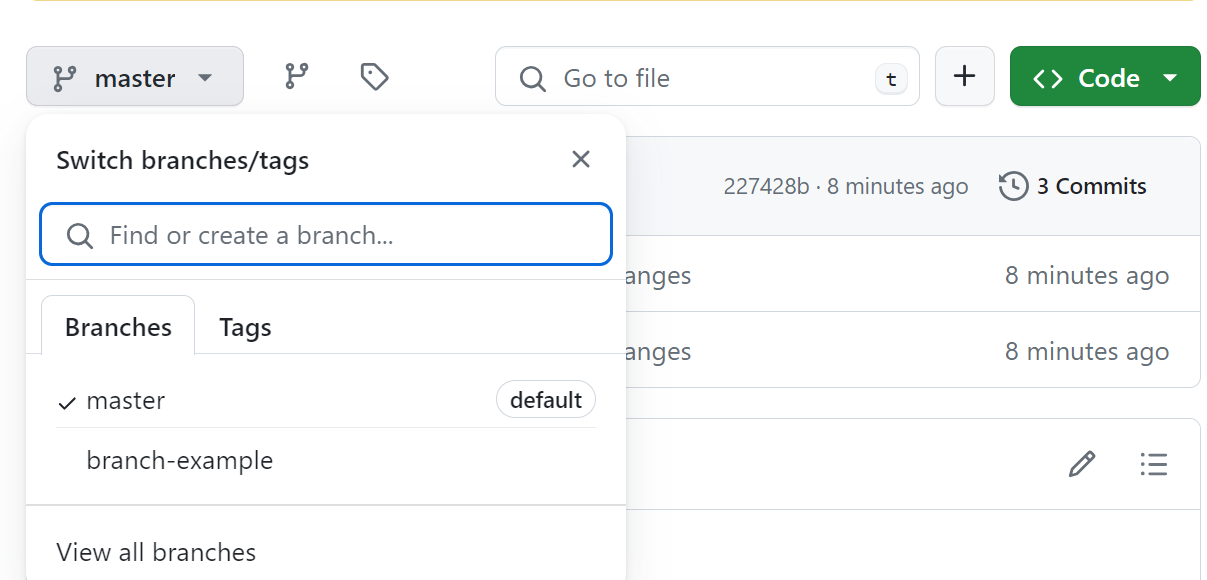 master
Go to file
t
+
Code
Switch branches/tags
227428b · 8 minutes ago
3 Commits
Find or create a branch...
anges
8 minutes ago
Branches
Tags
anges
8 minutes ago
master
default
branch-example
View all branches